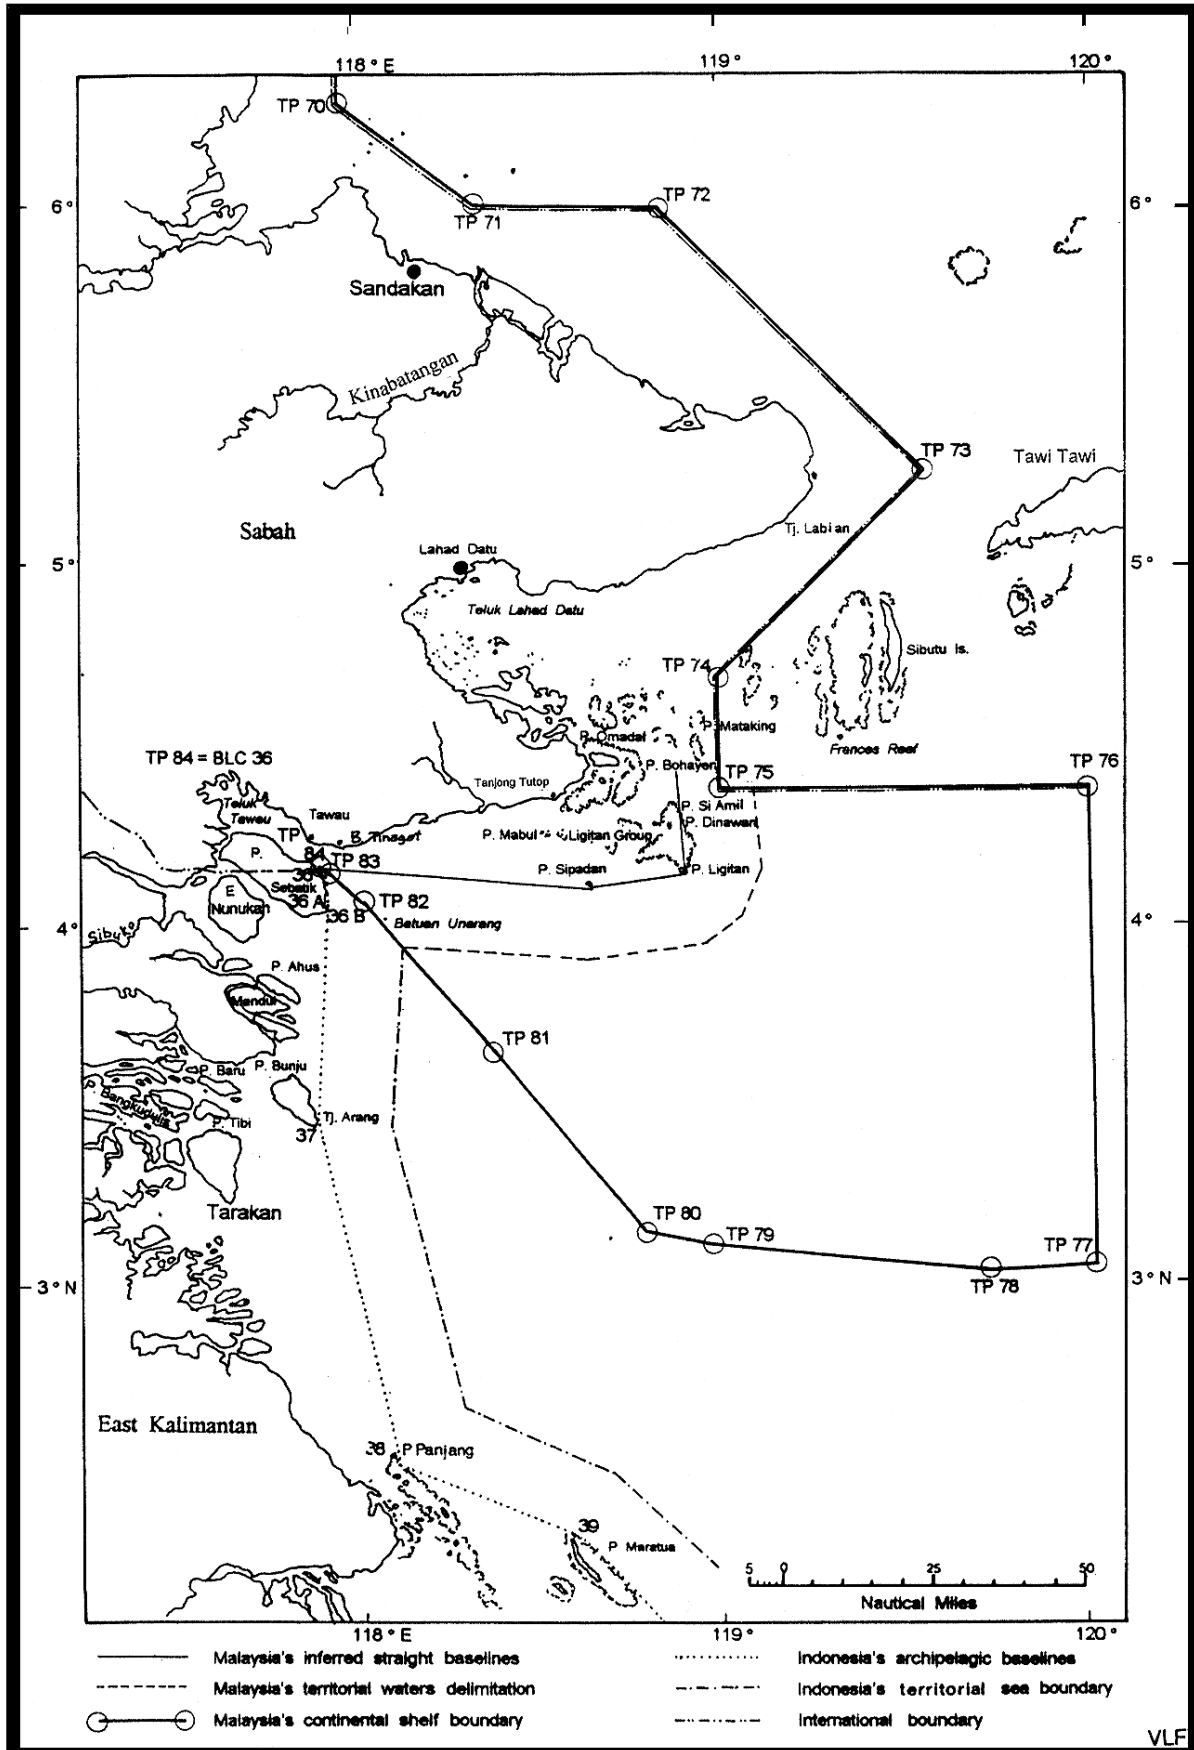 118° E 119° 120°
TP 70
6° TP 71 TP 72 6°
Sandakan
Kinabatangan
TP 73
Tawi Tawi
Sabah
Tj. Labian
Lahad Datu
5° 5°
Teluk Lahad Datu
Sibutu Is.
TP 74
P. Mataking
P. Omadal
Frances Reef
TP 84 = BLC 36
P. Bohayen
TP 75 TP 76
Tanjong Tutop
Teluk
Tawau
Tawau
P. Si Amil
P. Dinawan
TP
84
B. Tinagat
P. Mabul
Ligitan Group
P.
TP 83
P. Sipadan
P. Ligitan
36
E
Sebatik
Nunukan
36 A
TP 82
36 B
Batuan Unarang
4° 4°
Sibuko
P. Ahus
Mandul
TP 81
P. Baru
P. Bunju
P. Bangkudulis
P. Tibi
Tj. Arang
37
Tarakan
TP 80
TP 79
TP 77
TP 78
3° N 3° N
East Kalimantan
38 P Panjang
39
P Maratua
5 0 25 50
Nautical Miles
118° E 119° 120°
Malaysia's inferred straight baselines
Malaysia's territorial waters delimitation
Malaysia's continental shelf boundary
Indonesia's archipelagic baselines
Indonesia's territorial sea boundary
International boundary
VLF